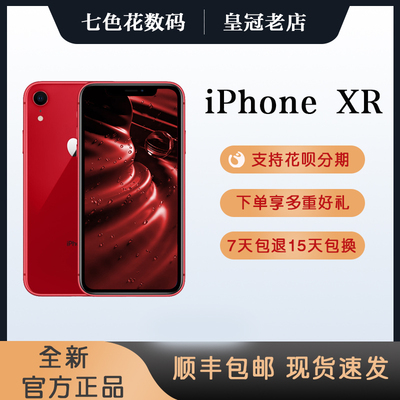 七色花数码 皇冠老店
iPhone XR
支持花呗分期
下单享多重好礼
7天包退15天包换
全新
官方正品
顺丰包邮 现货速发